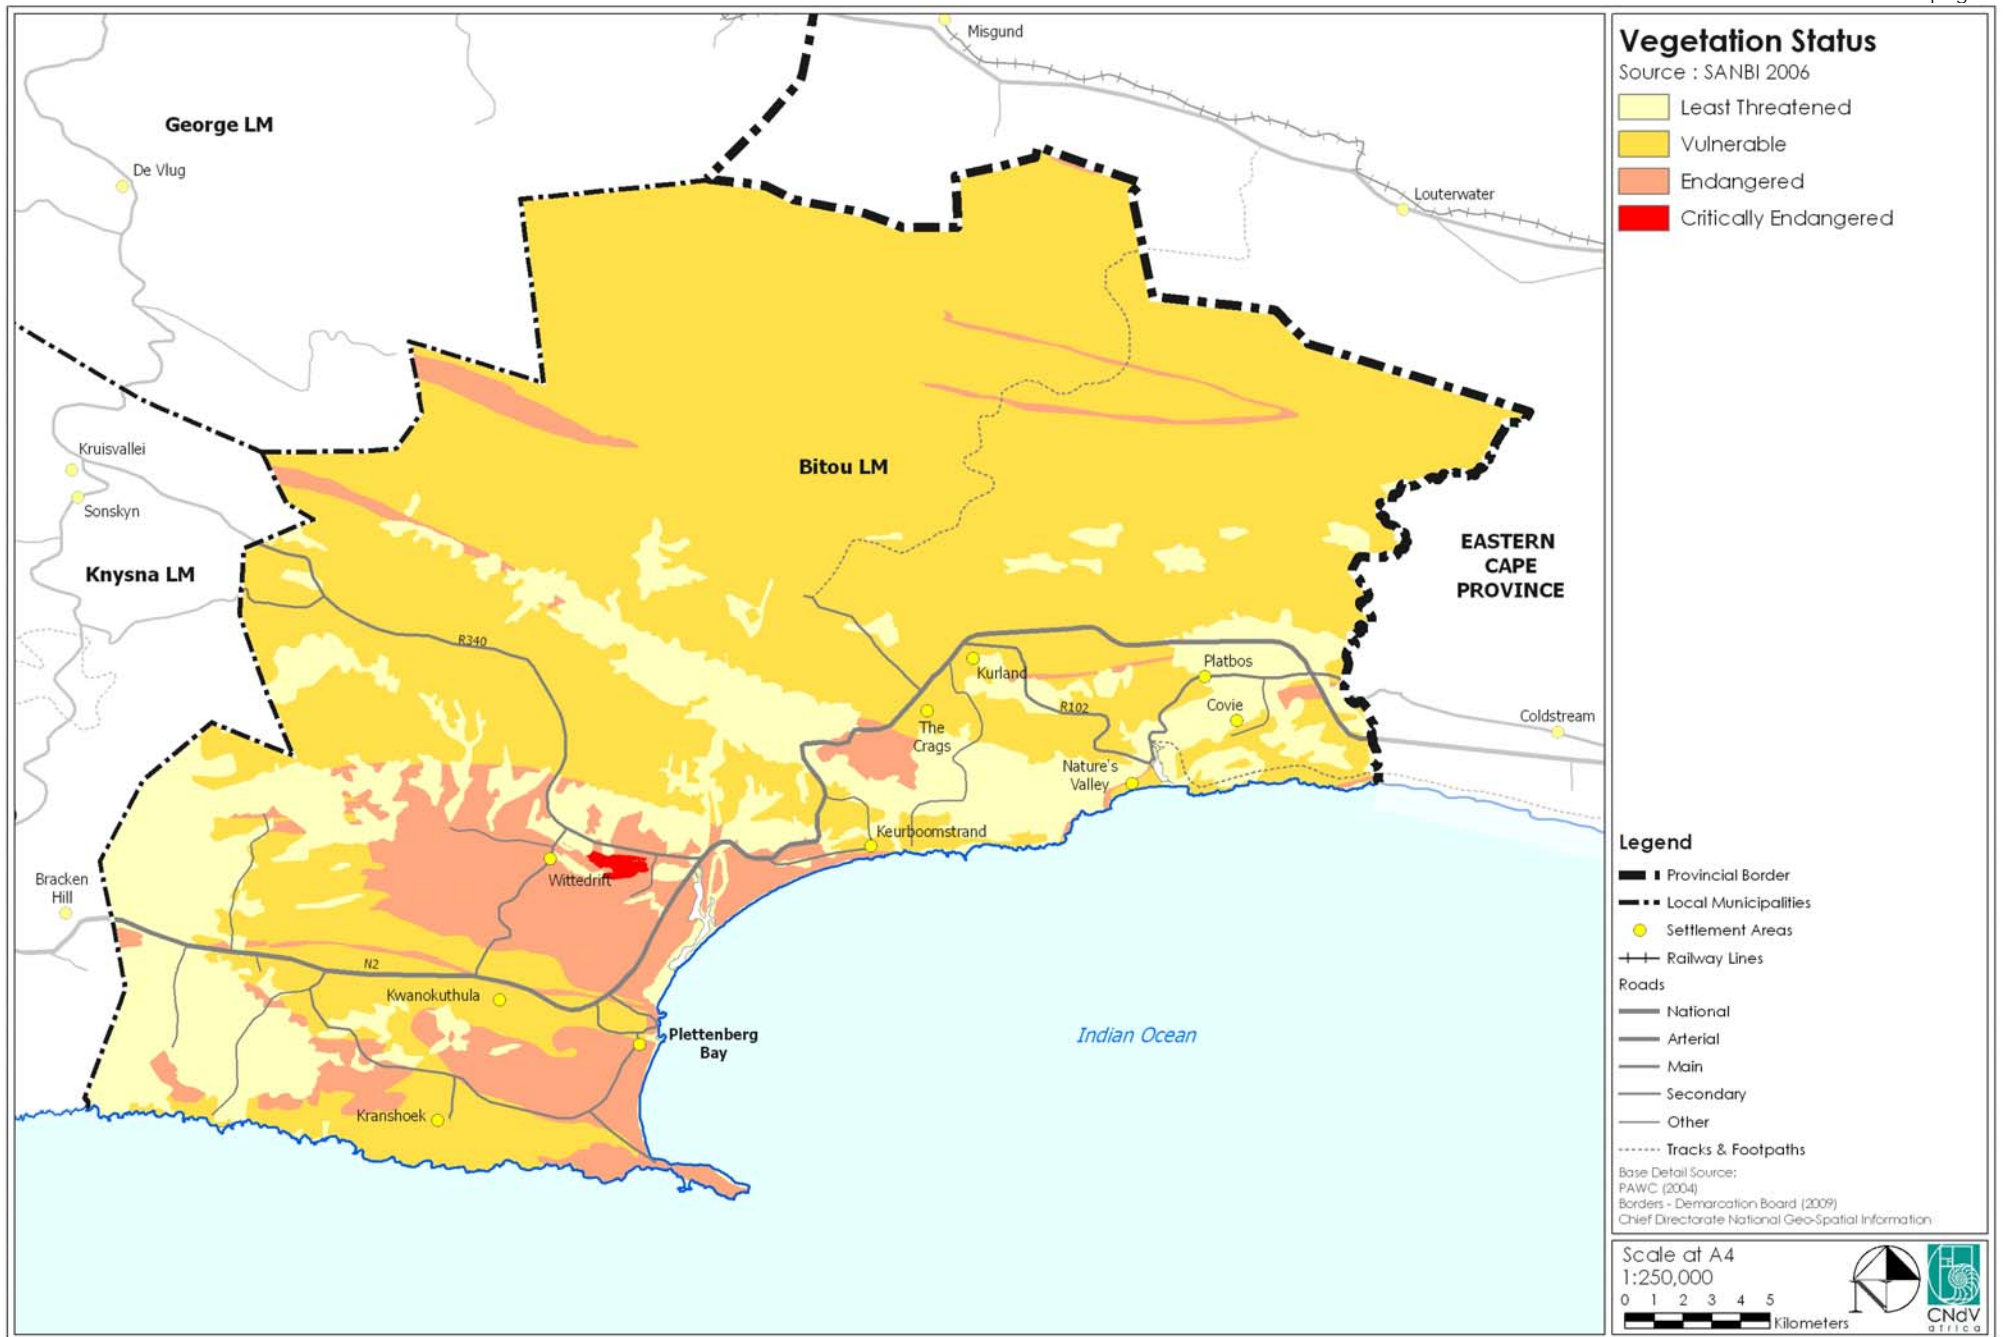 Misgund
George LM
De Vlug
Louterwater
Kruisvallei
Sonskyn
Knysna LM
Bitou LM
EASTERN
CAPE
PROVINCE
R340
Kurland
Platbos
R102
Covie
The
Crags
Coldstream
Nature's
Valley
Keurboomstrand
Bracken
Hill
Wittedrift
N2
Kwanokuthula
Plettenberg
Bay
Indian Ocean
Kranshoek
Vegetation Status
Source : SANBI 2006
Least Threatened
Vulnerable
Endangered
Critically Endangered
Legend
Provincial Border
Local Municipalities
Settlement Areas
Railway Lines
Roads
National
Arterial
Main
Secondary
Other
Tracks & Footpaths
Base Detail Source:
PAWC (2004)
Borders - Demarcation Board (2009)
Chief Directorate National Geo-Spatial Information
Scale at A4
1:250,000
0 1 2 3 4 5
Kilometers
N
CNdV
africa